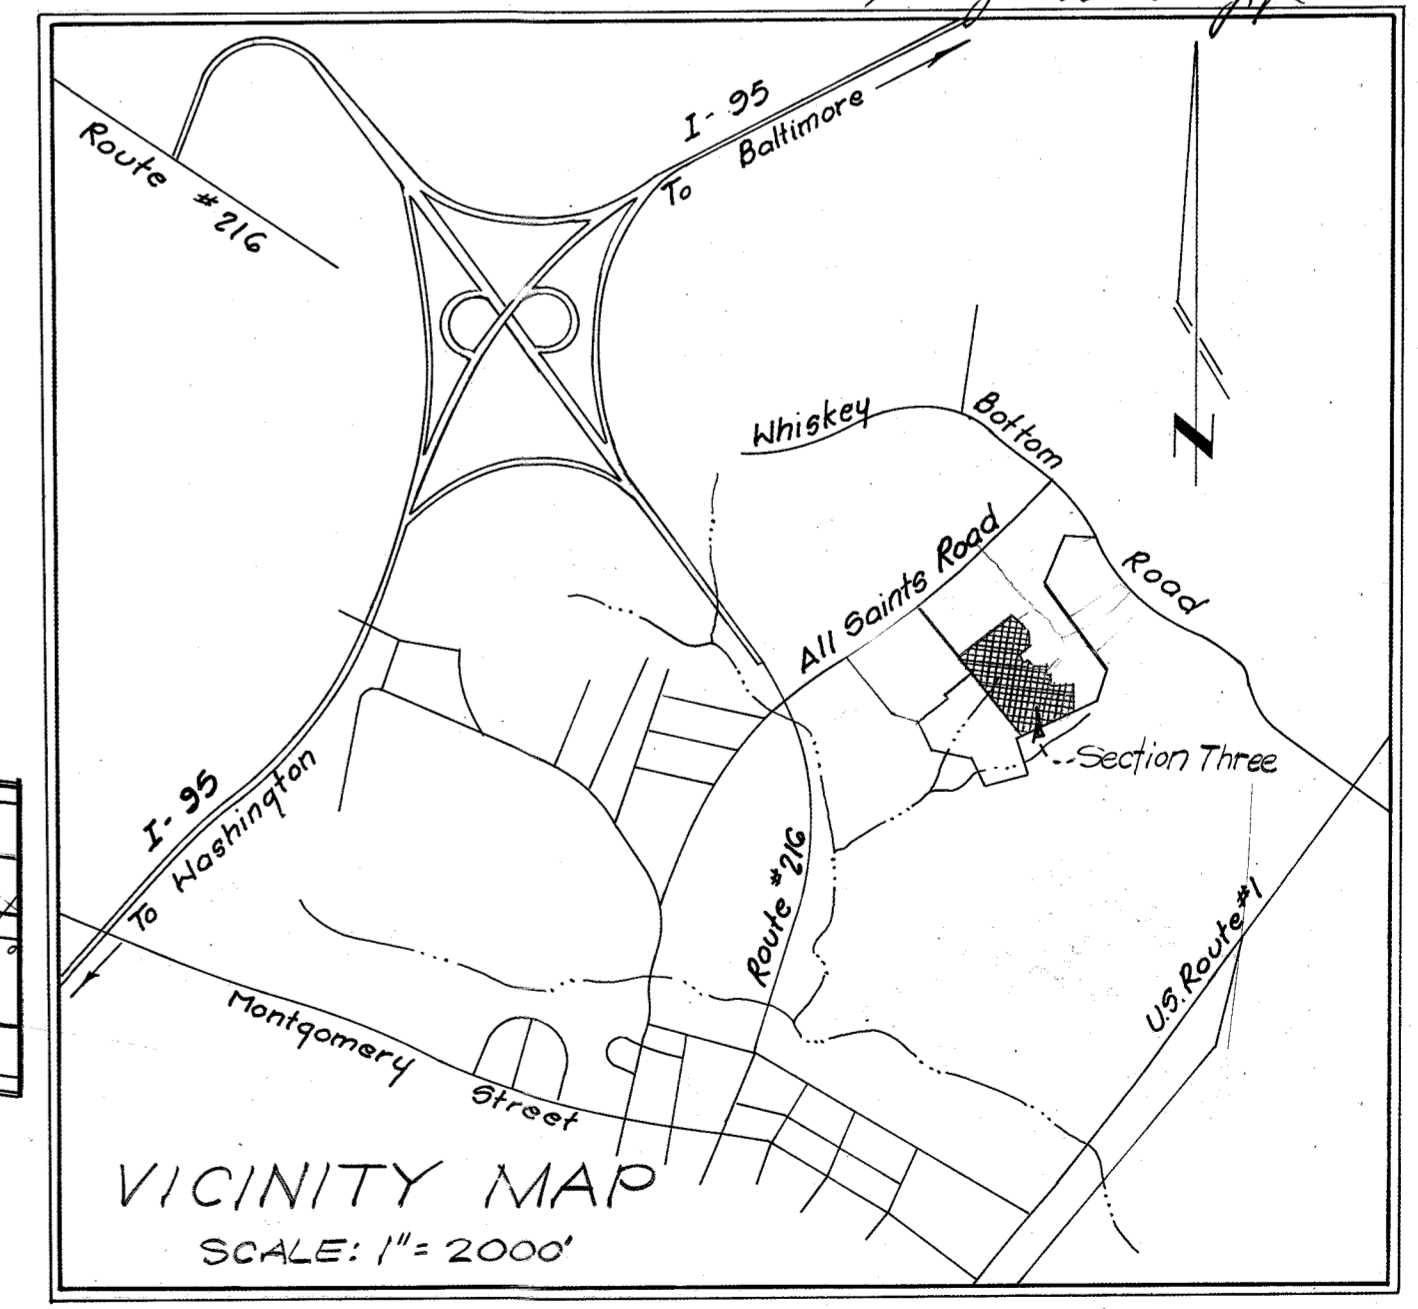 I-95
To Baltimore
Route #216
Whiskey Bottom Road
All Saints Road
N
Section Three
I-95
To Washington
Route #216
U.S. Route #1
Montgomery Street
VICINITY MAP
SCALE: 1" = 2000'